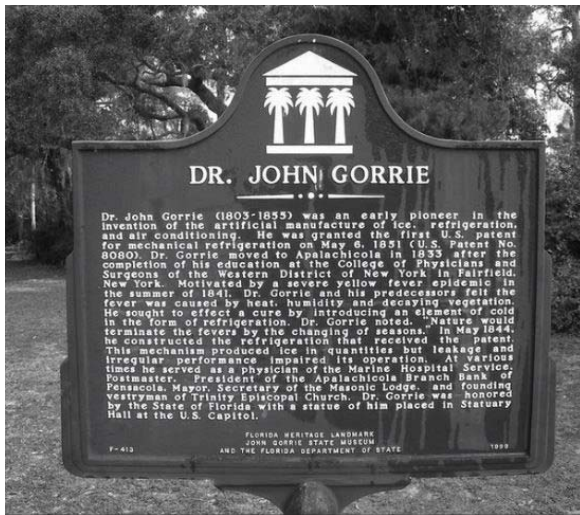 DR. JOHN GORRIE
Dr. John Gorrie (1803-1855) was an early pioneer in the
invention of the artificial manufacture of ice, refrigeration,
and air conditioning. He was granted the first U.S. patent
for mechanical refrigeration on May 6, 1851 (U.S. Patent No.
8080). Dr. Gorrie moved to Apalachicola in 1833 after the
completion of his education at the College of Physicians and
Surgeons of the Western District of New York in Fairfield,
New York. Motivated by a severe yellow fever epidemic in
the summer of 1841, Dr. Gorrie and his predecessors felt the
fever was caused by heat, humidity and decaying vegetation.
He sought to effect a cure by introducing an element of cold
in the form of refrigeration. Dr. Gorrie noted, "Nature would
terminate the fevers by the changing of seasons." In May 1844,
he constructed the refrigeration that received the patent.
This mechanism produced ice in quantities but leakage and
irregular performance impaired its operation. At various
times he served as a physician of the Marine Hospital Service,
Postmaster, President of the Apalachicola Branch Bank of
Pensacola, Mayor, Secretary of the Masonic Lodge, and founding
vestryman of Trinity Episcopal Church. Dr. Gorrie was honored
by the State of Florida with a statue of him placed in Statuary
Hall at the U.S. Capitol.
FLORIDA HERITAGE LANDMARK
JOHN GORRIE STATE MUSEUM
F-413 AND THE FLORIDA DEPARTMENT OF STATE 1999